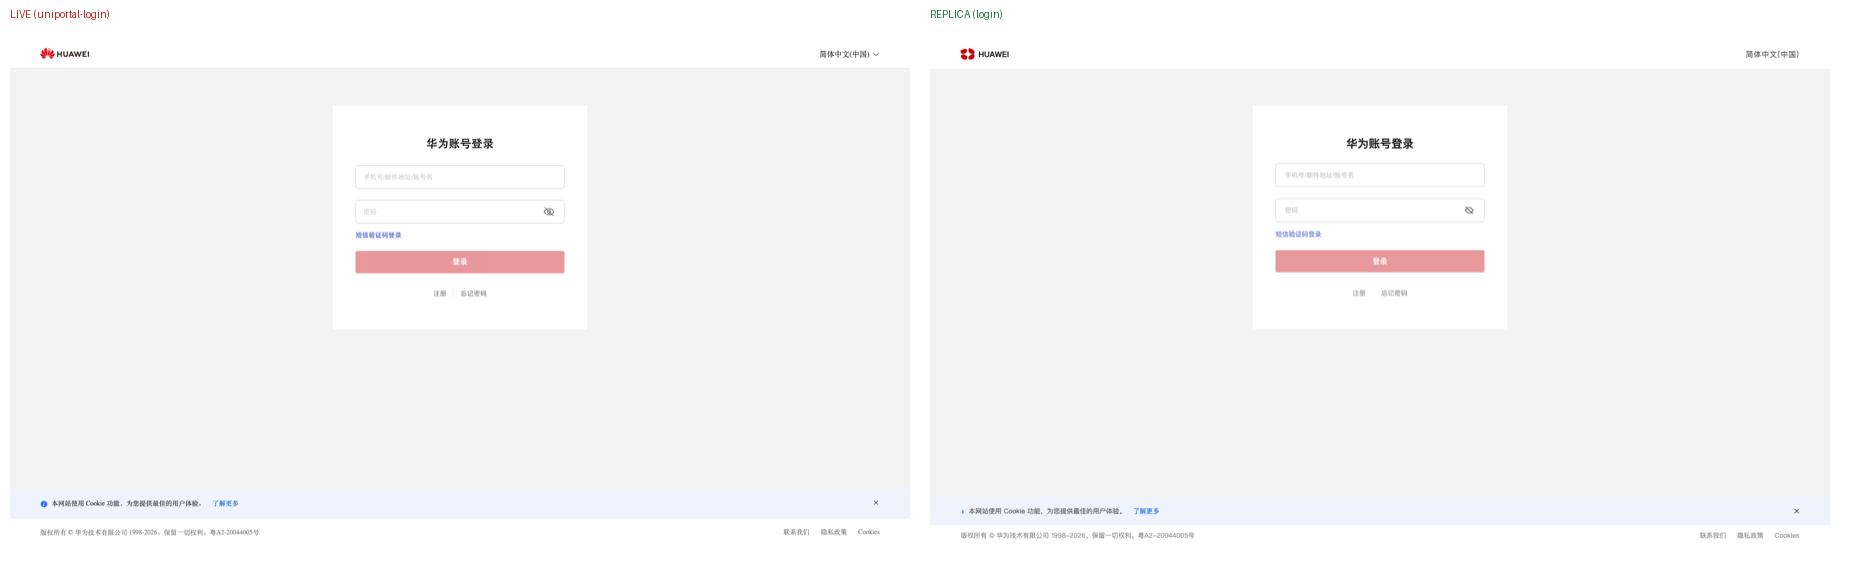 LIVE (uniportal-login)
HUAWEI
简体中文(中国)
华为账号登录
手机号/邮件地址/账号名
密码
短信验证码登录
登录
注册
忘记密码
本网站使用 Cookie 功能，为您提供最佳的用户体验。 了解更多
版权所有 © 华为技术有限公司 1998-2026。保留一切权利。粤A2-20044005号
联系我们 隐私政策 Cookies
REPLICA (login)
HUAWEI
简体中文(中国)
华为账号登录
手机号/邮件地址/账号名
密码
短信验证码登录
登录
注册
忘记密码
本网站使用 Cookie 功能，为您提供最佳的用户体验。 了解更多
版权所有 © 华为技术有限公司 1998-2026。保留一切权利。粤A2-20044005号
联系我们 隐私政策 Cookies